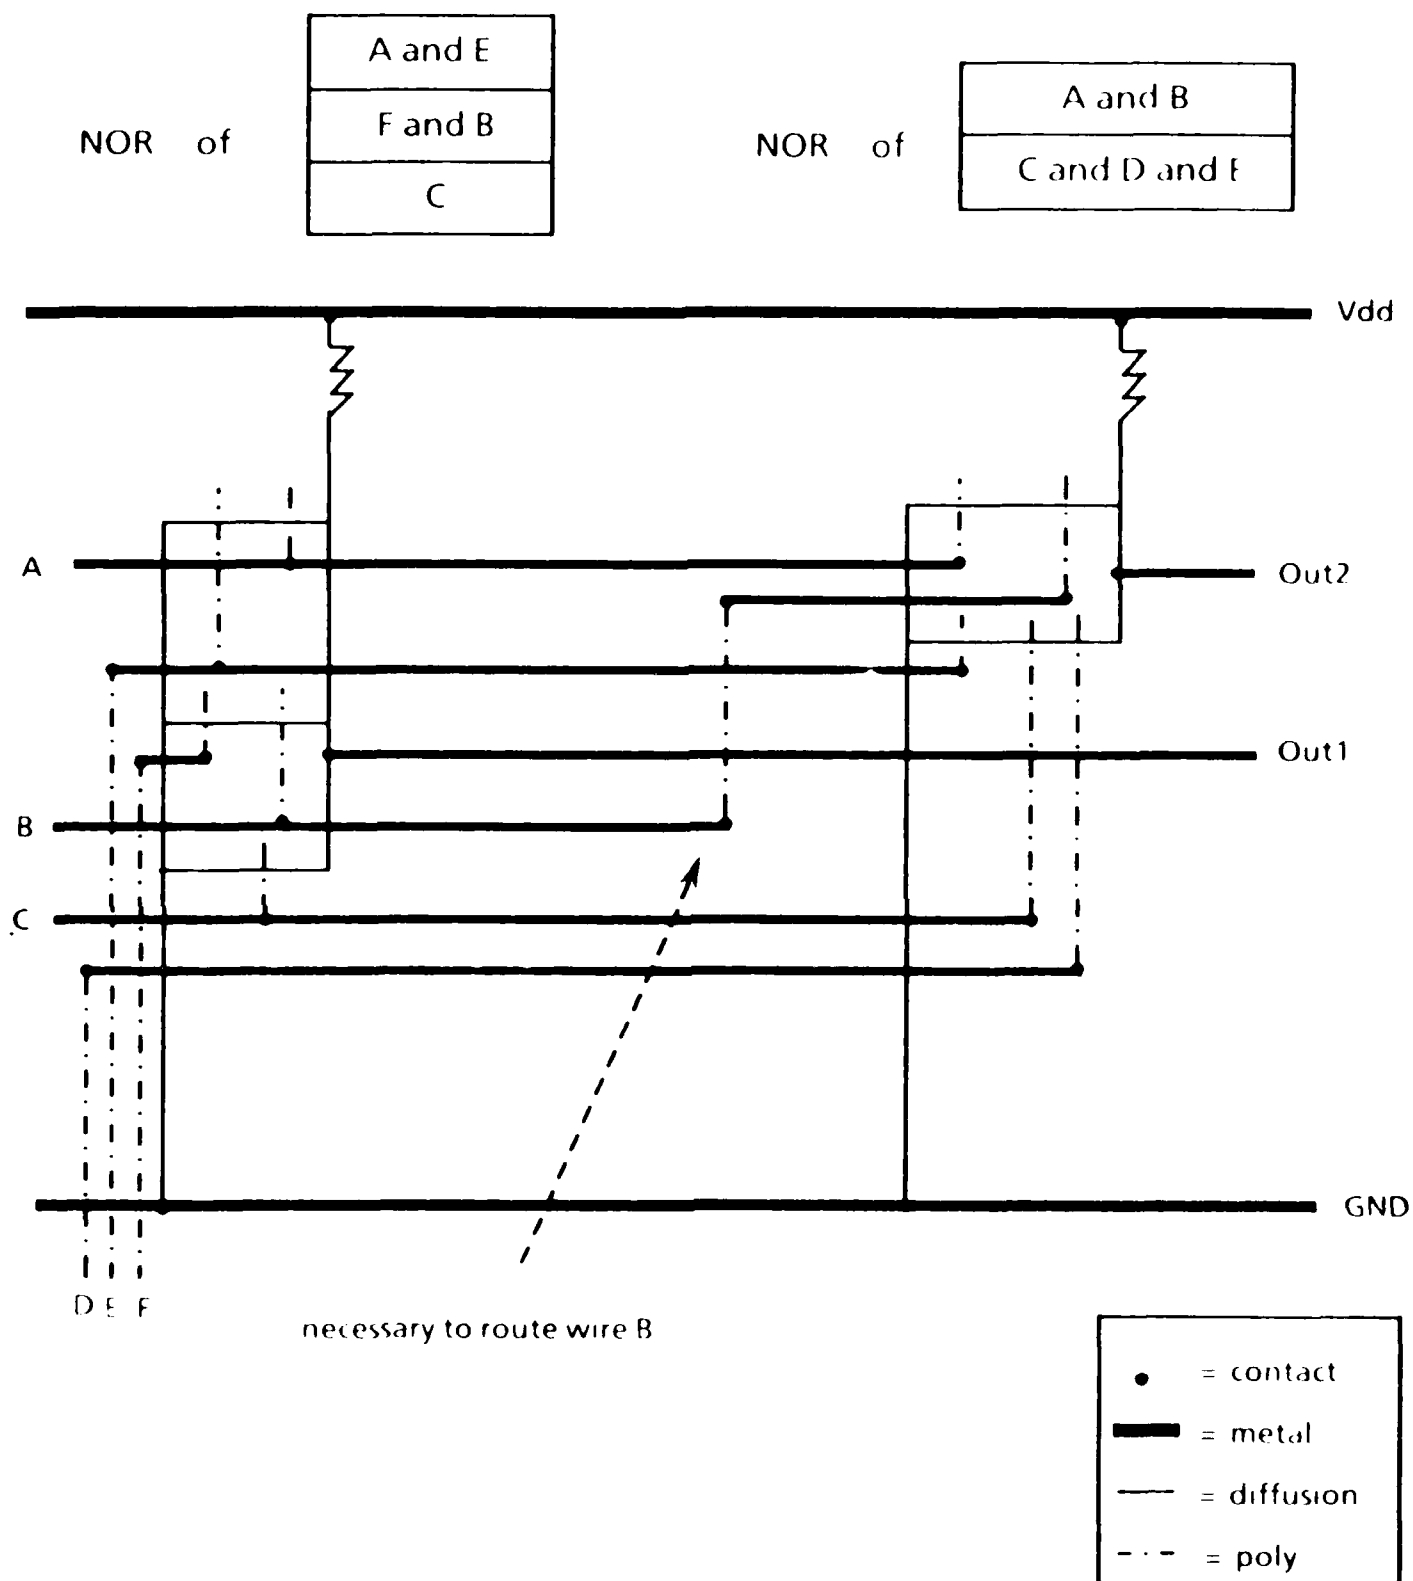 A and E
F and B
C
NOR of
A and B
C and D and E
NOR of
Vdd
A
Out2
Out1
B
C
GND
D E F
necessary to route wire B
= contact
= metal
= diffusion
= poly